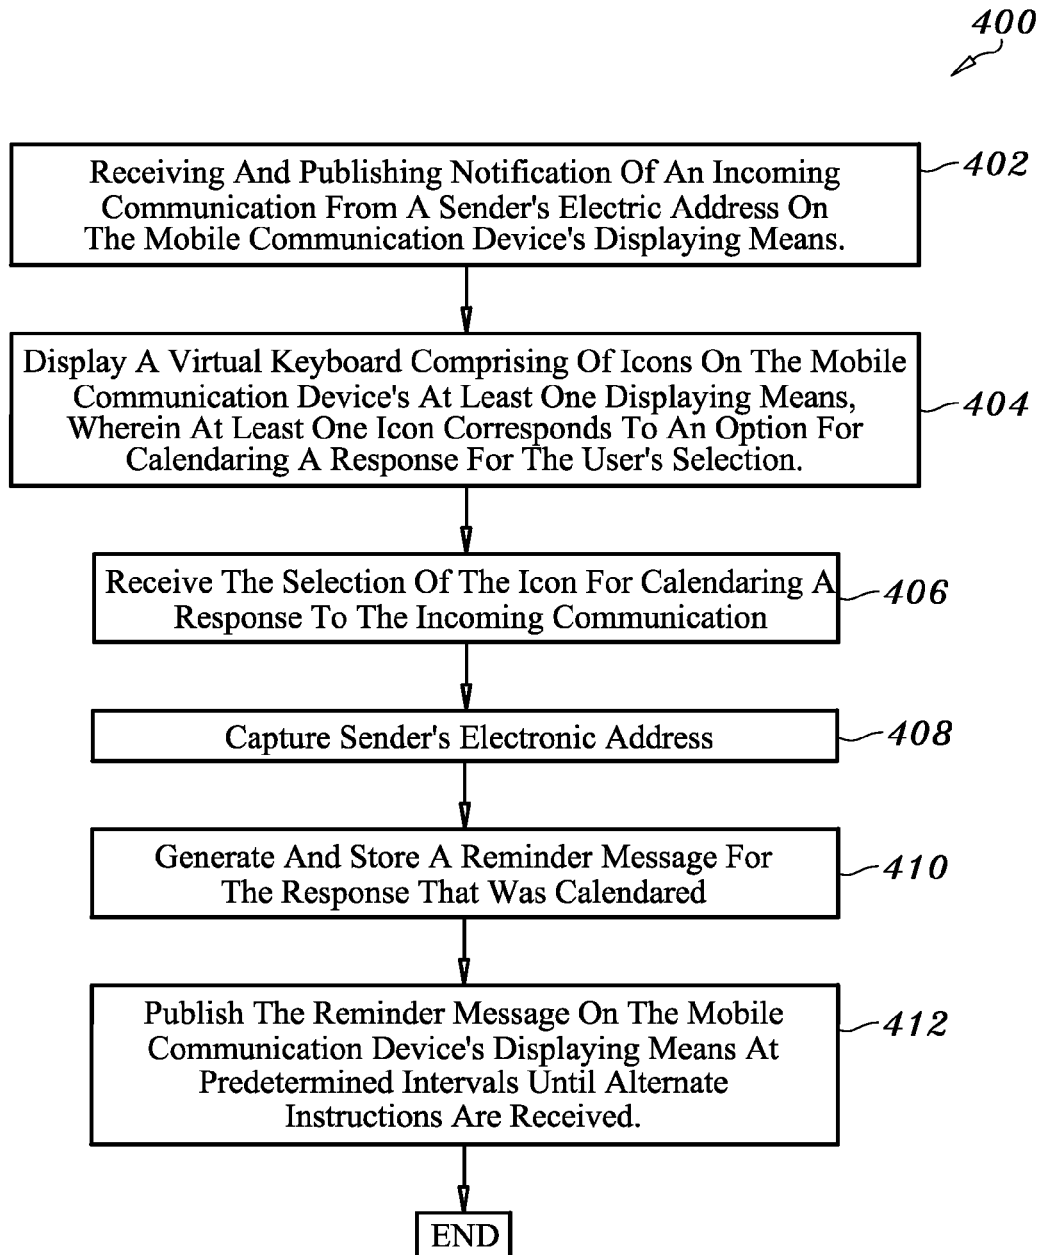 400
Receiving And Publishing Notification Of An Incoming
Communication From A Sender's Electric Address On
The Mobile Communication Device's Displaying Means.
402
Display A Virtual Keyboard Comprising Of Icons On The Mobile
Communication Device's At Least One Displaying Means,
Wherein At Least One Icon Corresponds To An Option For
Calendaring A Response For The User's Selection.
404
Receive The Selection Of The Icon For Calendaring A
Response To The Incoming Communication
406
Capture Sender's Electronic Address
408
Generate And Store A Reminder Message For
The Response That Was Calendared
410
Publish The Reminder Message On The Mobile
Communication Device's Displaying Means At
Predetermined Intervals Until Alternate
Instructions Are Received.
412
END